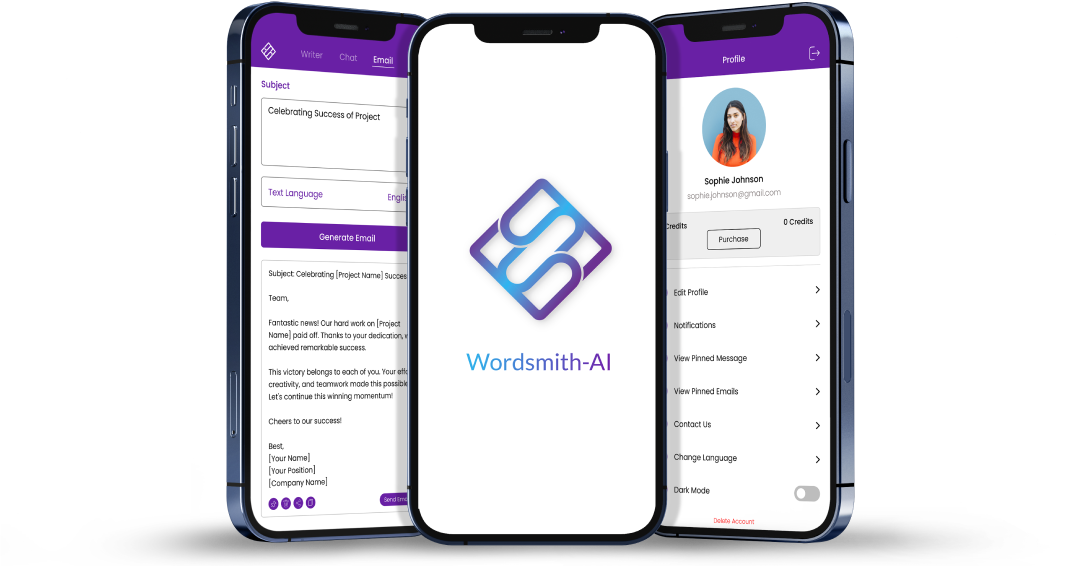 Writer Chat Email
Subject
Celebrating Success of Project
Text Language
Generate Email
Subject: Celebrating [Project Name]
Team,
Fantastic news! Our hard work on [Project
Name] paid off. Thanks to your dedication,
achieved remarkable success.
This victory belongs to each of you. Your
creativity, and teamwork made this possible
Let's continue this winning momentum!
Cheers to our success!
Best,
[Your Name]
[Your Position]
[Company Name]
Send
Wordsmith-AI
Profile
Sophie Johnson
sophie.johnson@gmail.com
Credits 0 Credits
Purchase
Edit Profile
Notifications
View Pinned Message
View Pinned Emails
Contact Us
Change Language
Dark Mode
Delete Account